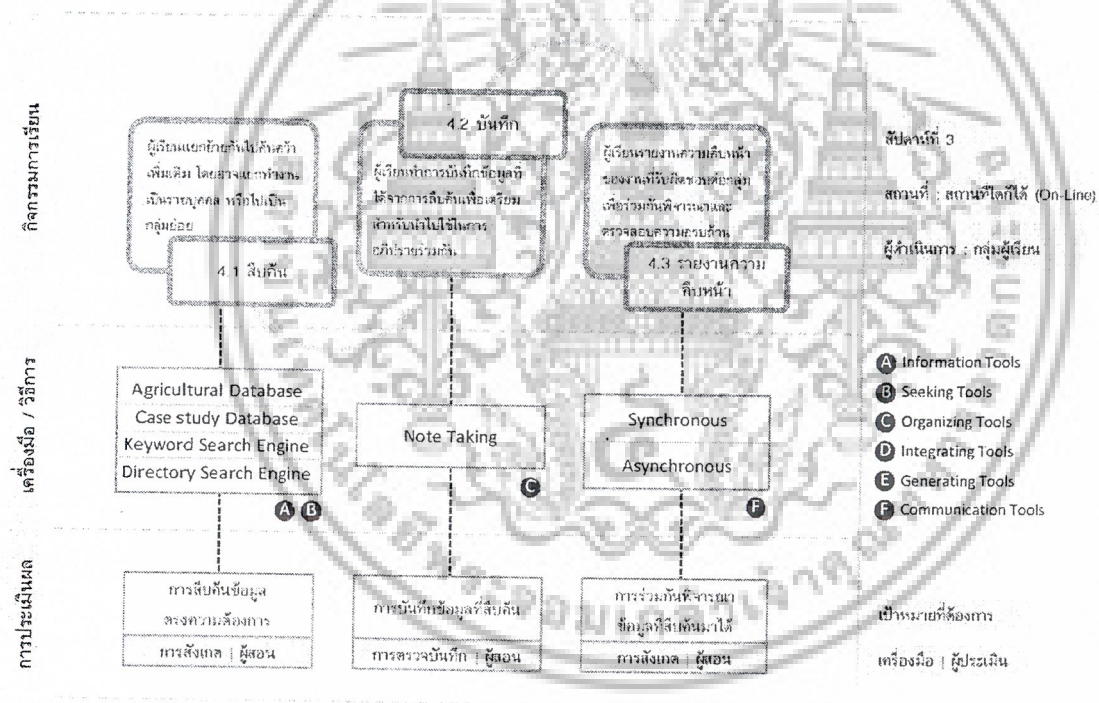 กิจกรรมการเรียน
ผู้เรียนแยกย้ายกันไปค้นคว้า
เพิ่มเติม โดยอาจแยกทำงาน
เป็นรายบุคคล หรือไปเป็น
กลุ่มย่อย
4.1 สืบค้น
4.2 บันทึก
ผู้เรียนทำการบันทึกข้อมูลที่
ได้จากการสืบค้นเพื่อเตรียม
สำหรับนำไปใช้ในการ
อภิปรายร่วมกัน
ผู้เรียนรายงานความคืบหน้า
ของงานที่รับผิดชอบต่อกลุ่ม
เพื่อร่วมกันพิจารณาและ
ตรวจสอบความครบถ้วน
4.3 รายงานความ
คืบหน้า
สัปดาห์ที่ 3
สถานที่ : สถานที่ใดก็ได้ (On-Line)
ผู้ดำเนินการ : กลุ่มผู้เรียน
เครื่องมือ / วิธีการ
Agricultural Database
Case study Database
Keyword Search Engine
Directory Search Engine
A B
Note Taking
C
Synchronous
Asynchronous
F
A Information Tools
B Seeking Tools
C Organizing Tools
D Integrating Tools
E Generating Tools
F Communication Tools
การประเมินผล
การสืบค้นข้อมูล
ตรงความต้องการ
การสังเกต | ผู้สอน
การบันทึกข้อมูลที่สืบค้น
การตรวจบันทึก | ผู้สอน
การร่วมกันพิจารณา
ข้อมูลที่สืบค้นมาได้
การสังเกต | ผู้สอน
เป้าหมายที่ต้องการ
เครื่องมือ | ผู้ประเมิน